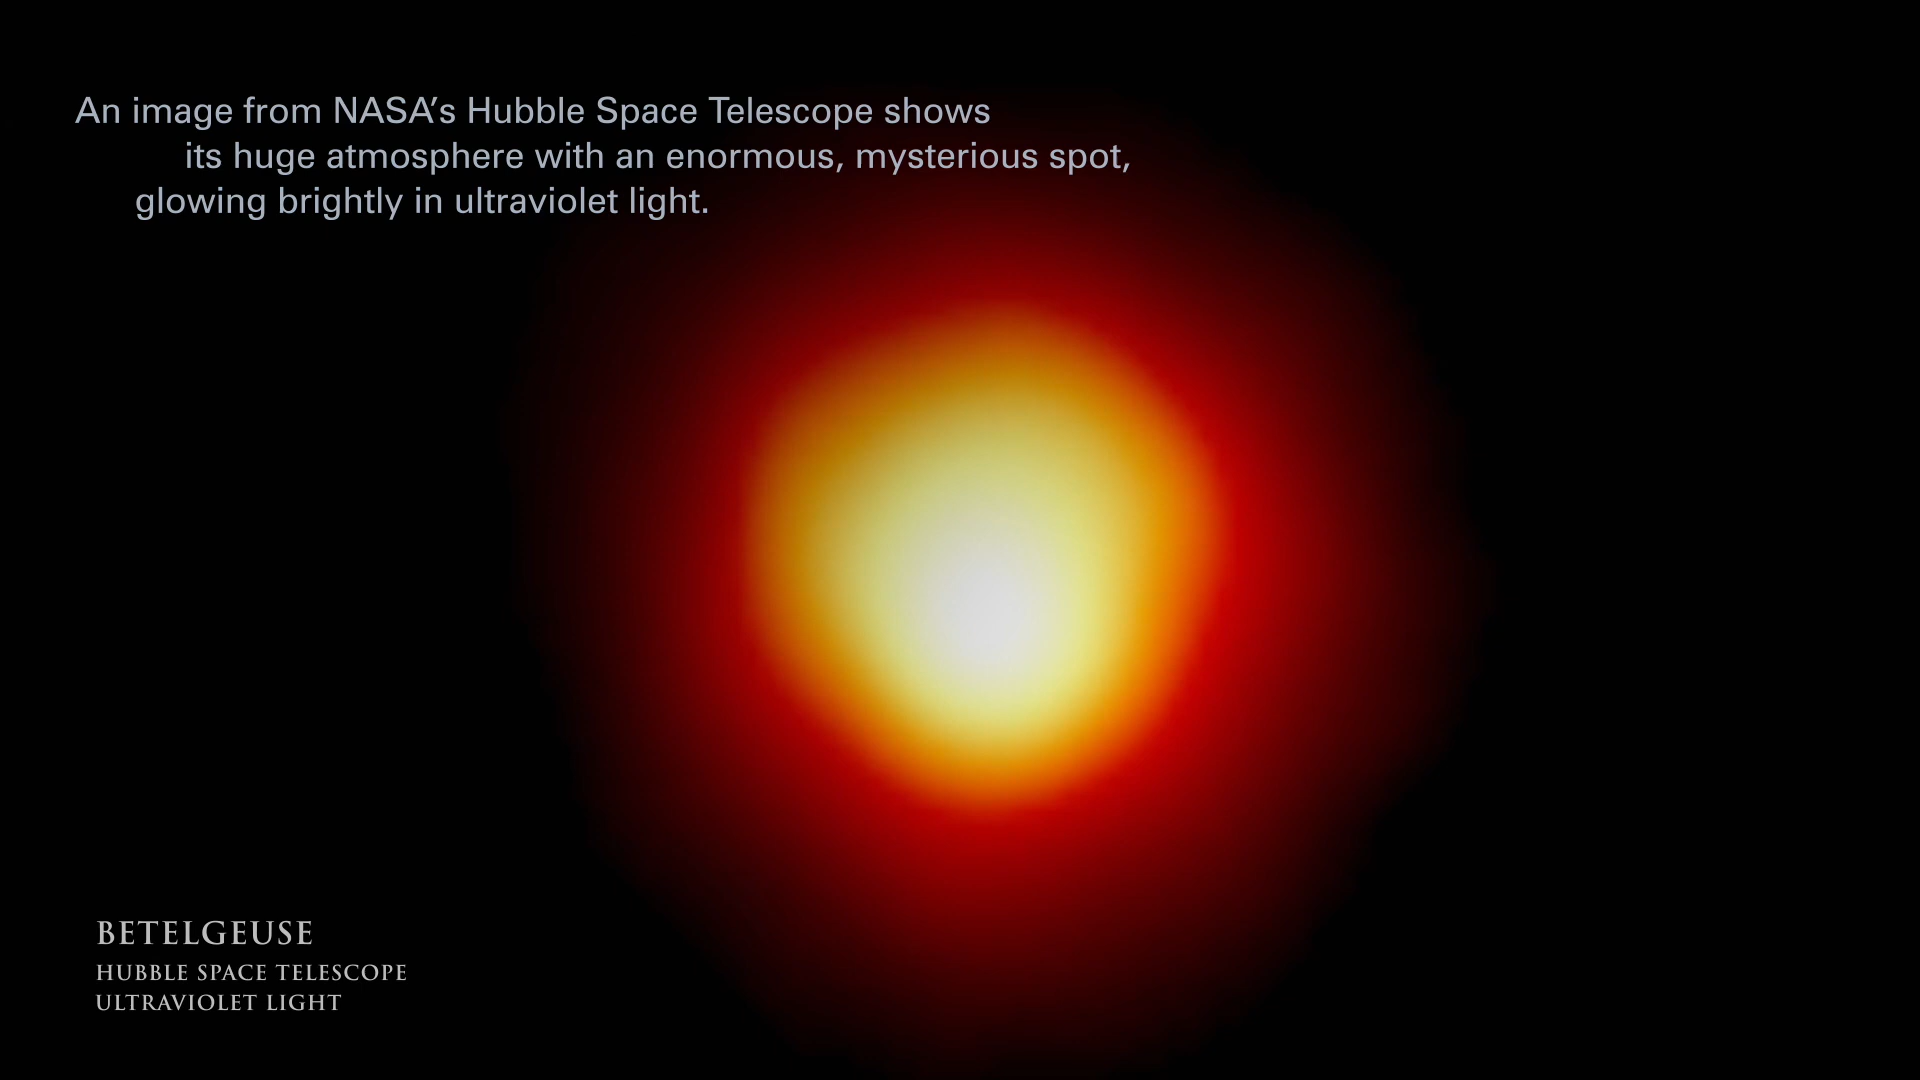 An image from NASA’s Hubble Space Telescope shows
its huge atmosphere with an enormous, mysterious spot,
glowing brightly in ultraviolet light.
BETELGEUSE
HUBBLE SPACE TELESCOPE
ULTRAVIOLET LIGHT